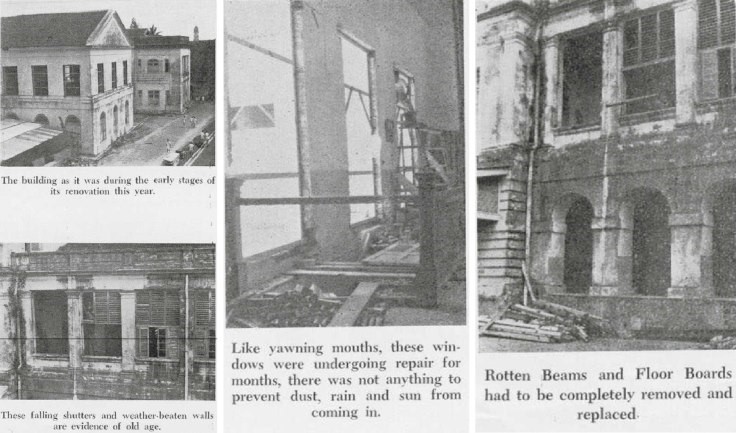 The building as it was during the early stages of
its renovation this year.
These falling shutters and weather-beaten walls
are evidence of old age.
Like yawning mouths, these win-
dows were undergoing repair for
months, there was not anything to
prevent dust, rain and sun from
coming in.
Rotten Beams and Floor Boards
had to be completely removed and
replaced.